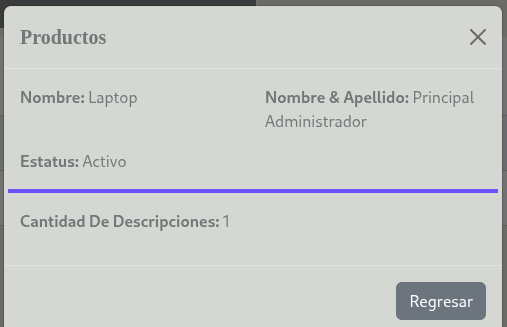 Productos
Nombre: Laptop
Nombre & Apellido: Principal
Administrador
Estatus: Activo
Cantidad De Descripciones: 1
Regresar